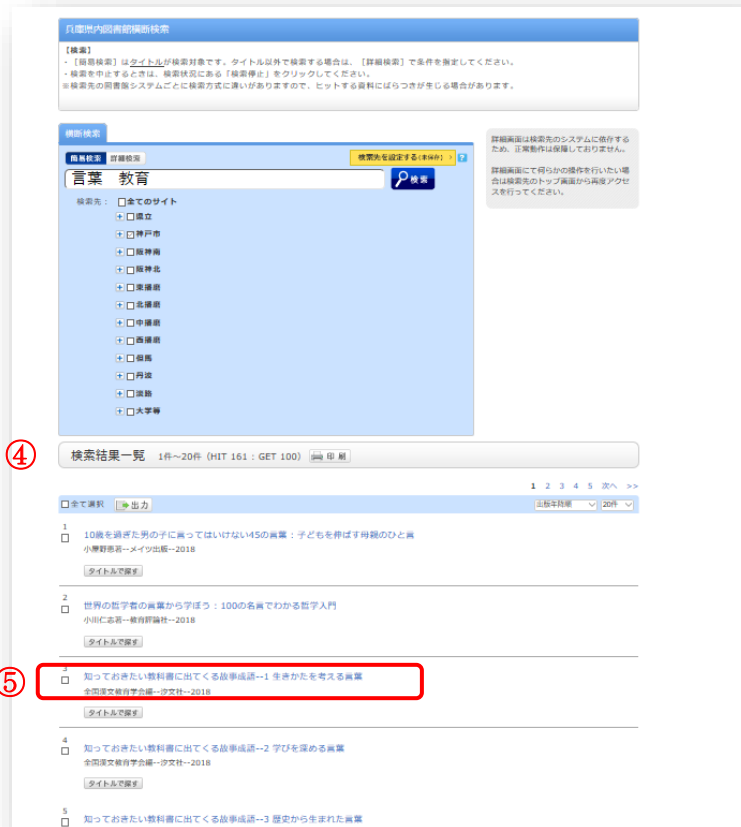 兵庫県内図書館横断検索
【検索】
・【簡易検索】はタイトルが検索対象です。タイトル以外で検索する場合は、【詳細検索】で条件を指定してください。
・検索を中止するときは、検索状況にある「検索停止」をクリックしてください。
※検索先の図書館システムごとに検索方式に違いがありますので、ヒットする資料にばらつきが生じる場合があります。
横断検索
簡易検索 詳細検索
検索先を設定する(未保存) ?
言葉 教育
検索
検索先: 全てのサイト
県立
神戸市
阪神南
阪神北
東播磨
北播磨
中播磨
西播磨
但馬
丹波
淡路
大学等
詳細画面は検索先のシステムに依存する
ため、正常動作は保障しておりません。
詳細画面にて何らかの操作を行いたい場
合は検索先のトップ画面から再度アクセ
スを行ってください。
④
検索結果一覧 1件～20件 (HIT 161 : GET 100) 印刷
1 2 3 4 5 次へ >>
全て選択 出力
出版年降順 20件
1
10歳を過ぎた男の子に言ってはいけない45の言葉：子どもを伸ばす母親のひと言
小屋野恵著--メイツ出版--2018
タイトルで探す
2
世界の哲学者の言葉から学ぼう：100の名言でわかる哲学入門
小川仁志著--教育評論社--2018
タイトルで探す
⑤
3
知っておきたい教科書に出てくる故事成語--1 生きかたを考える言葉
全国漢文教育学会編--汐文社--2018
タイトルで探す
4
知っておきたい教科書に出てくる故事成語--2 学びを深める言葉
全国漢文教育学会編--汐文社--2018
タイトルで探す
5
知っておきたい教科書に出てくる故事成語--3 歴史から生まれた言葉